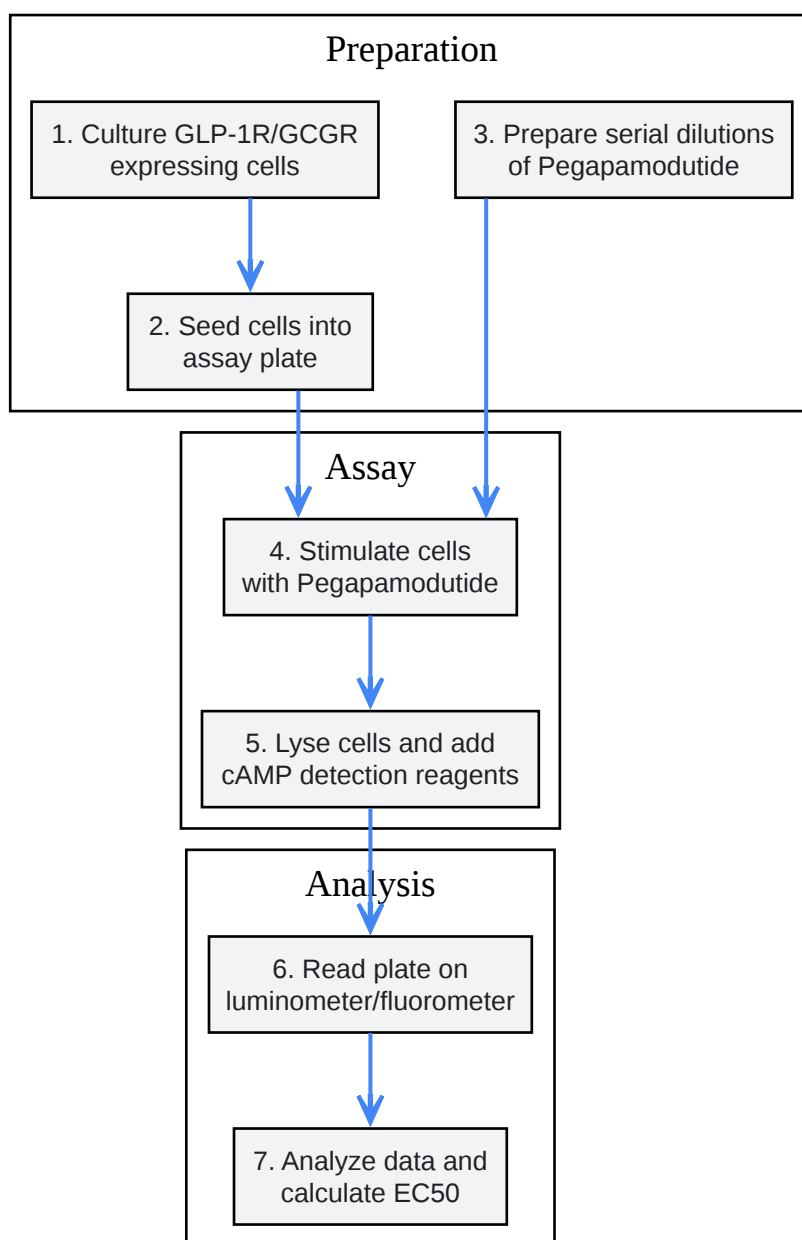 Preparation
1. Culture GLP-1R/GCGR
expressing cells
3. Prepare serial dilutions
of Pegapamodutide
2. Seed cells into
assay plate
Assay
4. Stimulate cells
with Pegapamodutide
5. Lyse cells and add
cAMP detection reagents
Analysis
6. Read plate on
luminometer/fluorometer
7. Analyze data and
calculate EC50